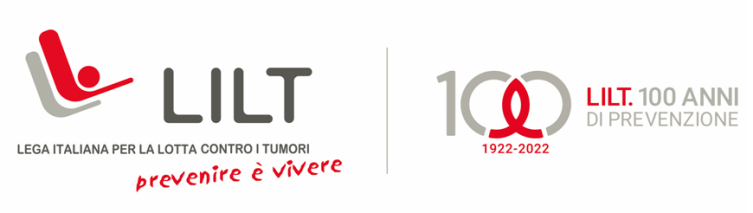 LILT
LEGA ITALIANA PER LA LOTTA CONTRO I TUMORI
prevenire è vivere
100
1922-2022
LILT. 100 ANNI
DI PREVENZIONE